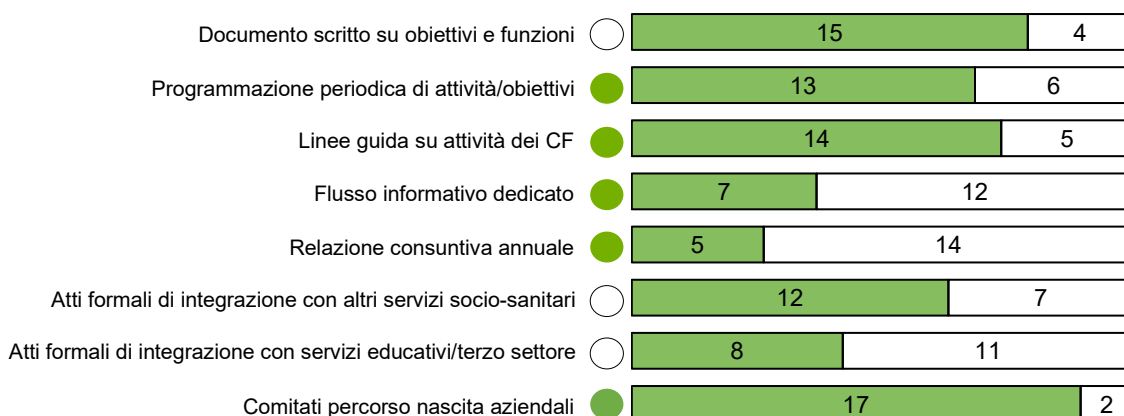 Documento scritto su obiettivi e funzioni 15 4
Programmazione periodica di attività/obiettivi 13 6
Linee guida su attività dei CF 14 5
Flusso informativo dedicato 7 12
Relazione consuntiva annuale 5 14
Atti formali di integrazione con altri servizi socio-sanitari 12 7
Atti formali di integrazione con servizi educativi/terzo settore 8 11
Comitati percorso nascita aziendali 17 2